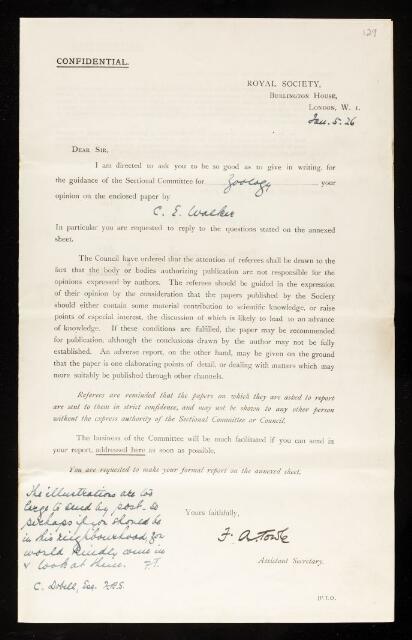 129
CONFIDENTIAL.
ROYAL SOCIETY,
BURLINGTON HOUSE,
LONDON, W. 1.
Jan. 5. 26
DEAR SIR,
I am directed to ask you to be so good as to give in writing, for
the guidance of the Sectional Committee for Zoology your
opinion on the enclosed paper by
C. E. Walker
In particular you are requested to reply to the questions stated on the annexed
sheet.
The Council have ordered that the attention of referees shall be drawn to the
fact that the body or bodies authorizing publication are not responsible for the
opinions expressed by authors. The referees should be guided in the expression
of their opinion by the consideration that the papers published by the Society
should either contain some material contribution to scientific knowledge, or raise
points of especial interest, the discussion of which is likely to lead to an advance
of knowledge. If these conditions are fulfilled, the paper may be recommended
for publication, although the conclusions drawn by the author may not be fully
established. An adverse report, on the other hand, may be given on the ground
that the paper is one elaborating points of detail, or dealing with matters which may
more suitably be published through other channels.
Referees are reminded that the papers on which they are asked to report
are sent to them in strict confidence, and may not be shown to any other person
without the express authority of the Sectional Committee or Council.
The business of the Committee will be much facilitated if you can send in
your report, addressed here as soon as possible.
You are requested to make your formal report on the annexed sheet.
The illustrations are too
large to send by post. So
perhaps if you should be
in this neighbourhood you
would kindly come in
& look at these. F.T.
Yours faithfully,
F. A. Towle
Assistant Secretary.
C. Dobell, Esq. F.R.S.
[P.T.O.